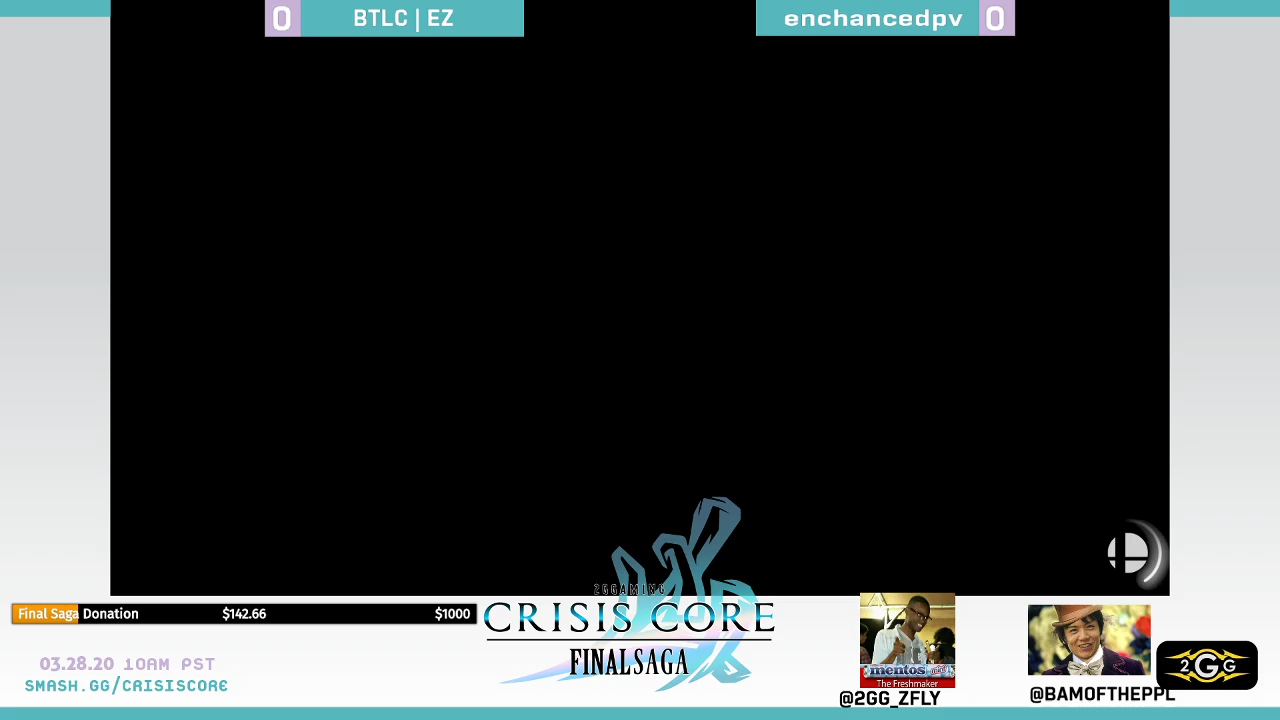 0 BTLC | EZ
enchancedpv 0
Final Saga Donation $142.66 $1000
2GGAMING
CRISIS CORE
FINALSAGA
03.28.20 10AM PST
SMASH.GG/CRISISCORE
mentos
The Freshmaker
@2GG_ZFLY
@BAMOFTHEPPL
2GG